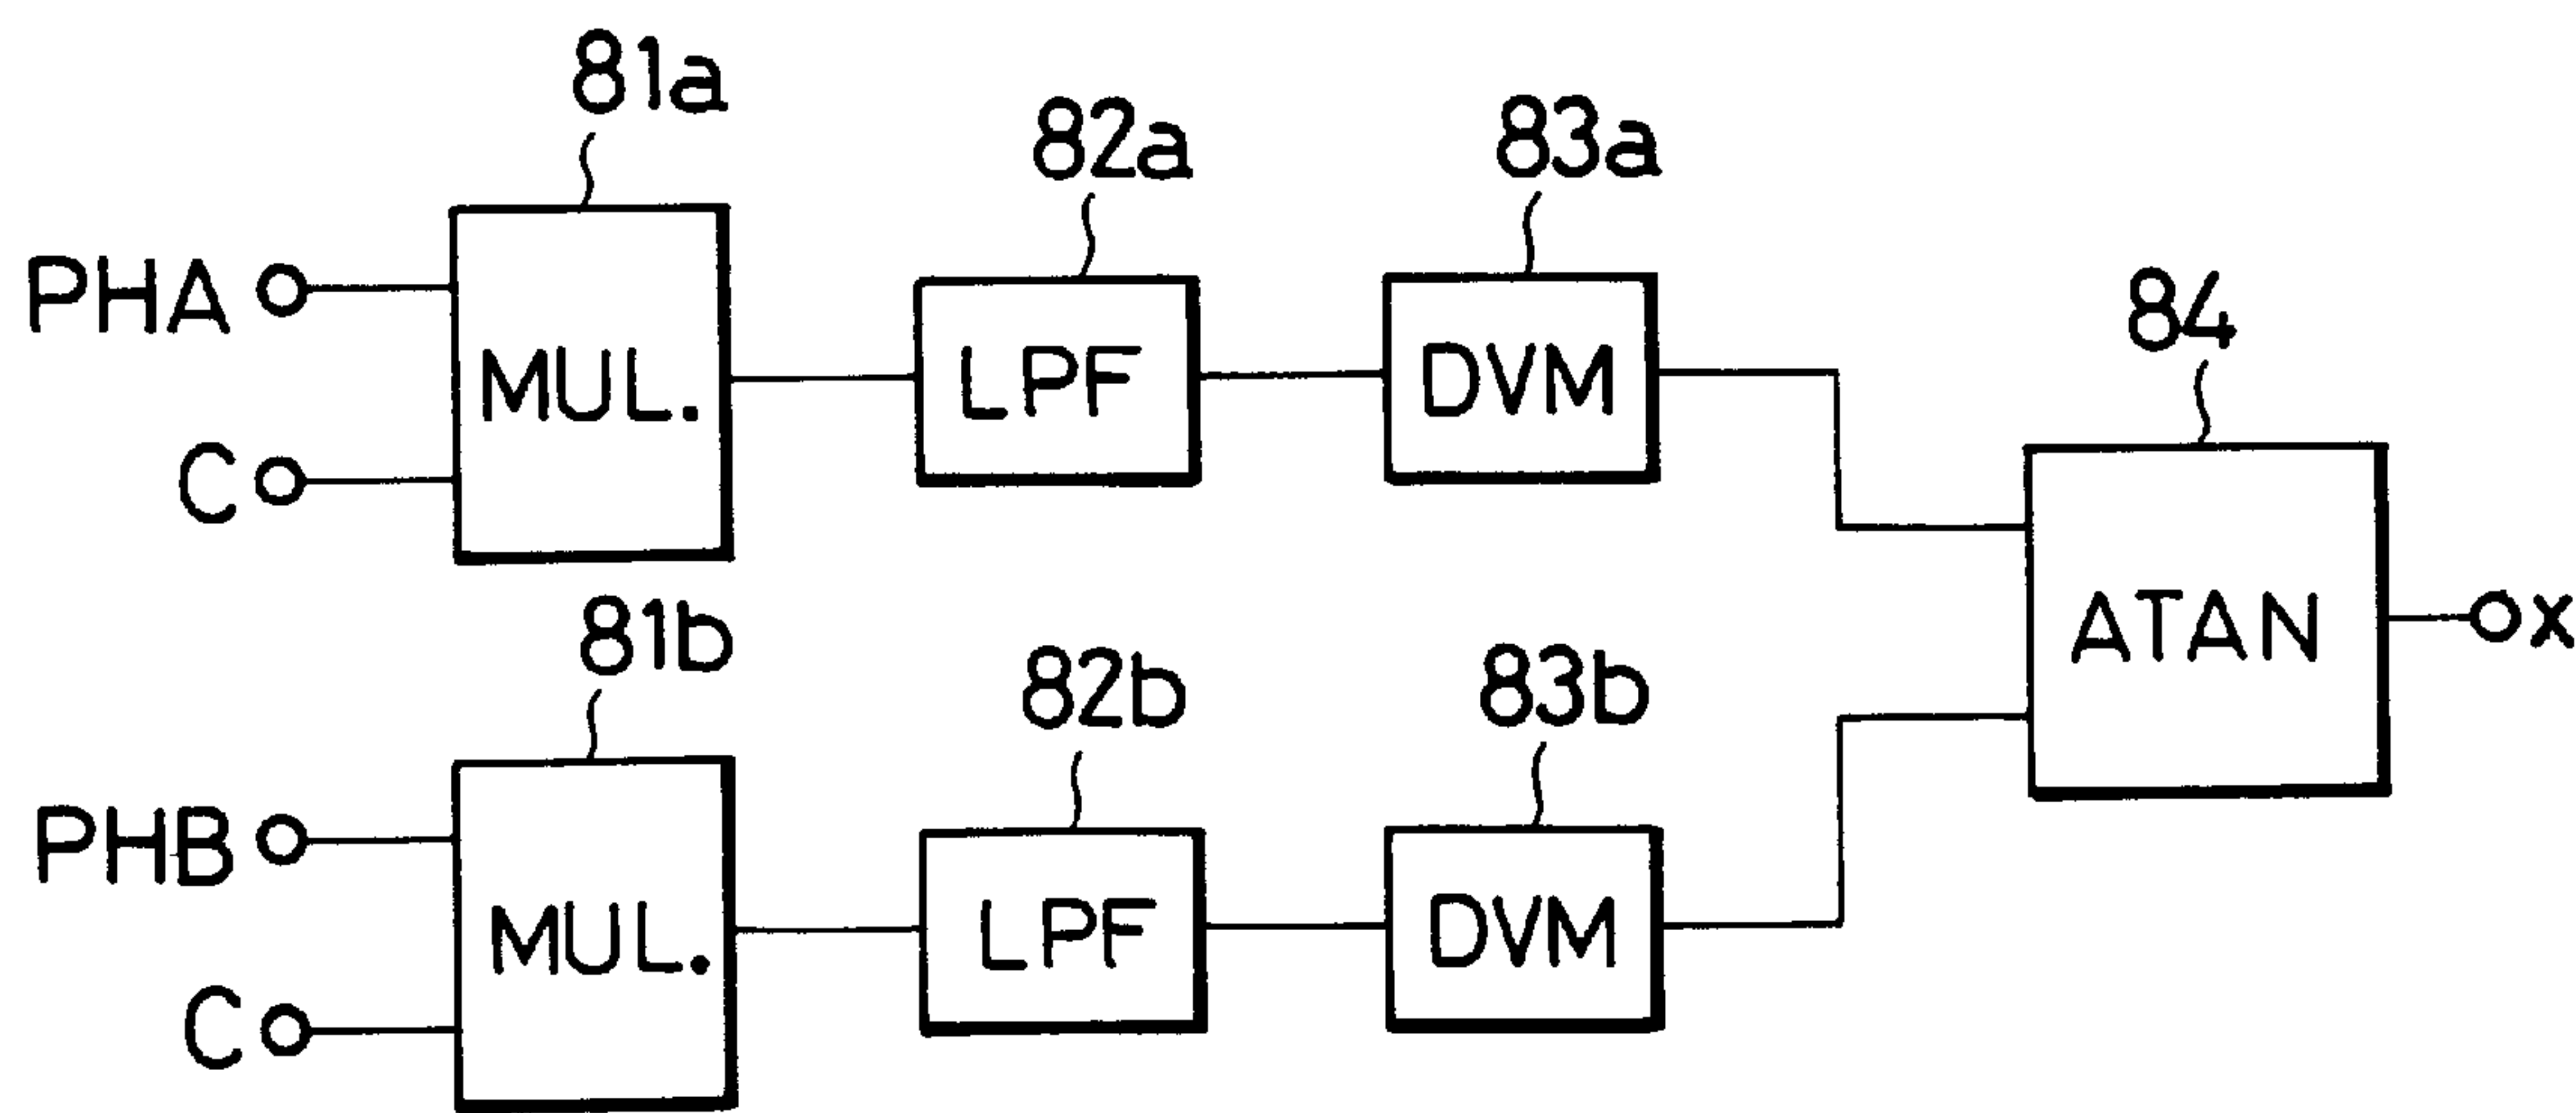 81a
82a
83a
PHA
MUL.
LPF
DVM
84
C
ATAN
x
81b
82b
83b
PHB
MUL.
LPF
DVM
C